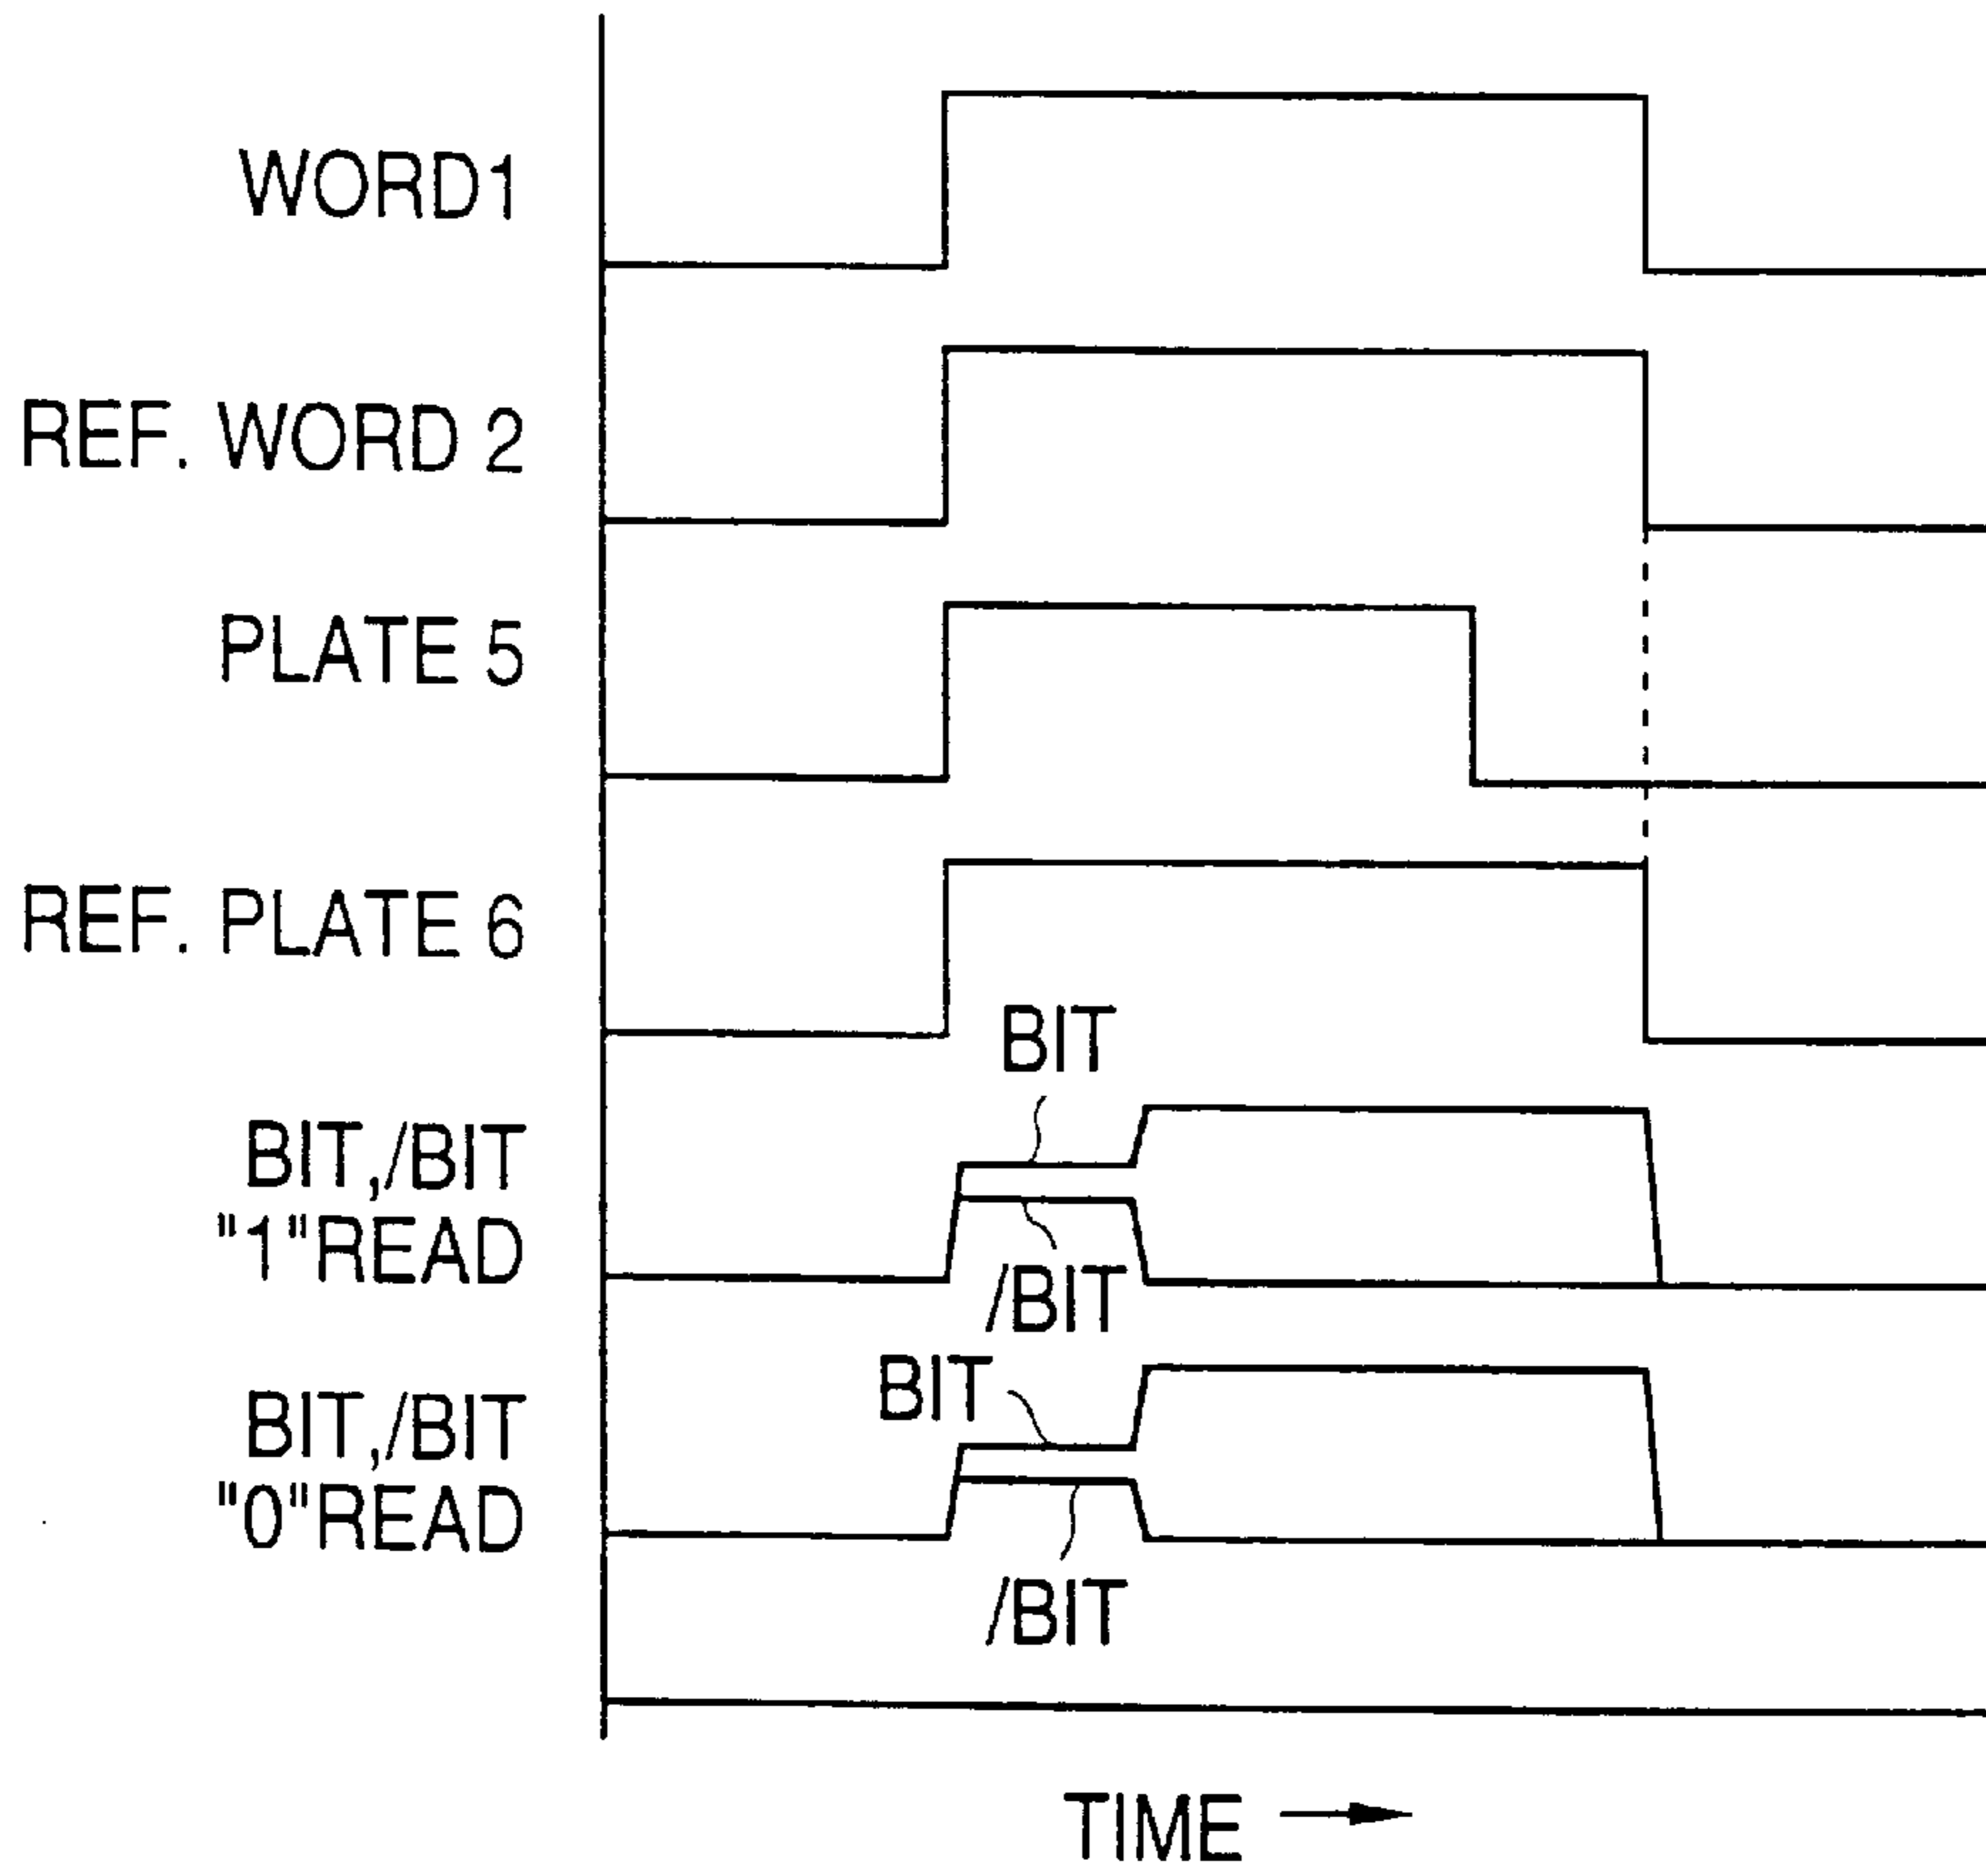 WORD1
REF. WORD 2
PLATE 5
REF. PLATE 6
BIT
BIT,/BIT
"1"READ
/BIT
BIT
BIT,/BIT
"0"READ
/BIT
TIME